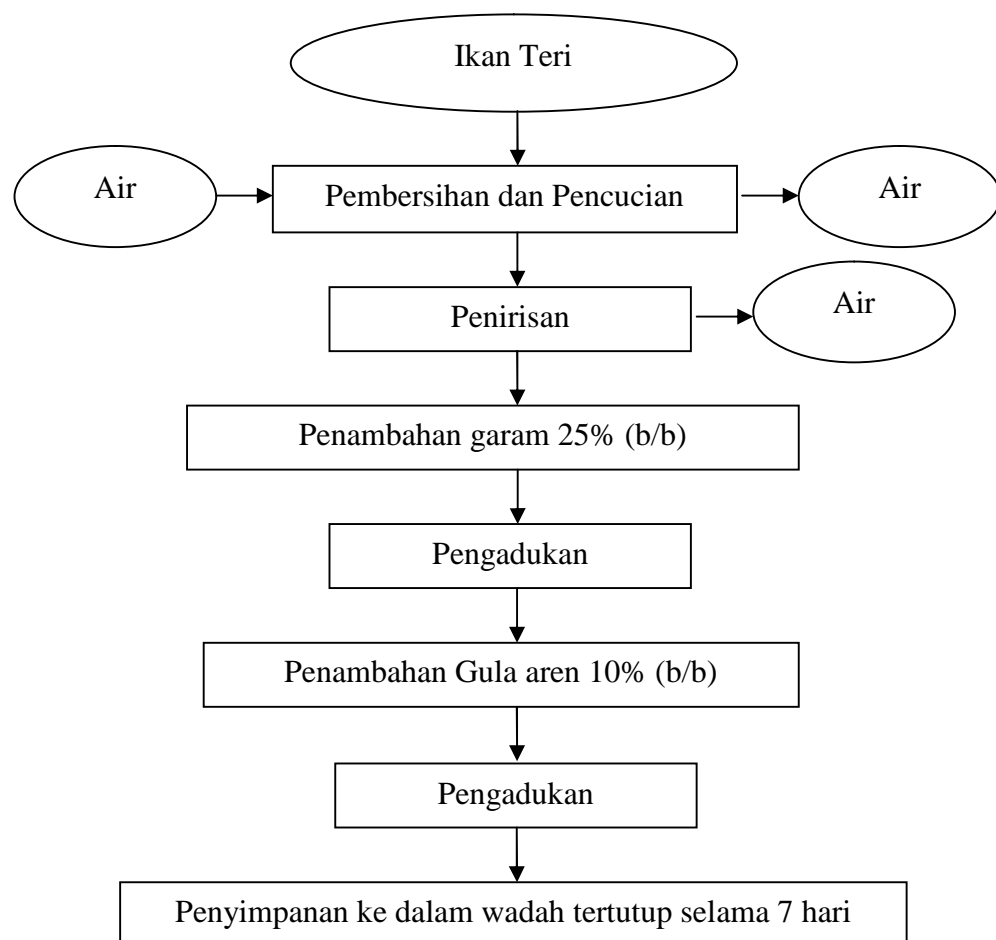 Ikan Teri
Air
Pembersihan dan Pencucian
Air
Penirisan
Air
Penambahan garam 25% (b/b)
Pengadukan
Penambahan Gula aren 10% (b/b)
Pengadukan
Penyimpanan ke dalam wadah tertutup selama 7 hari